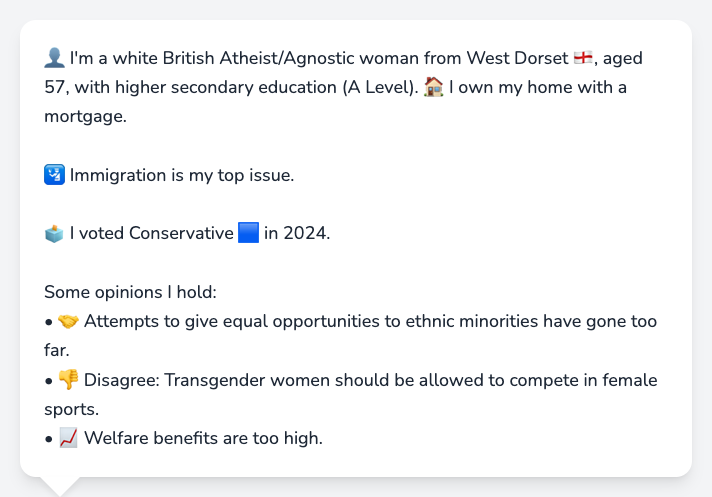 👤 I'm a white British Atheist/Agnostic woman from West Dorset 🏴󠁧󠁢󠁥󠁮󠁧󠁿, aged
57, with higher secondary education (A Level). 🏠 I own my home with a
mortgage.
🛂 Immigration is my top issue.
🗳️ I voted Conservative 🟦 in 2024.
Some opinions I hold:
• 🤝 Attempts to give equal opportunities to ethnic minorities have gone too
far.
• 👎 Disagree: Transgender women should be allowed to compete in female
sports.
• 📈 Welfare benefits are too high.